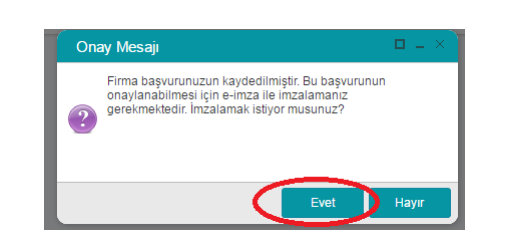 Onay Mesajı
Firma başvurunuzun kaydedilmiştir. Bu başvurunun
onaylanabilmesi için e-imza ile imzalamanız
gerekmektedir. İmzalamak istiyor musunuz?
Evet Hayır